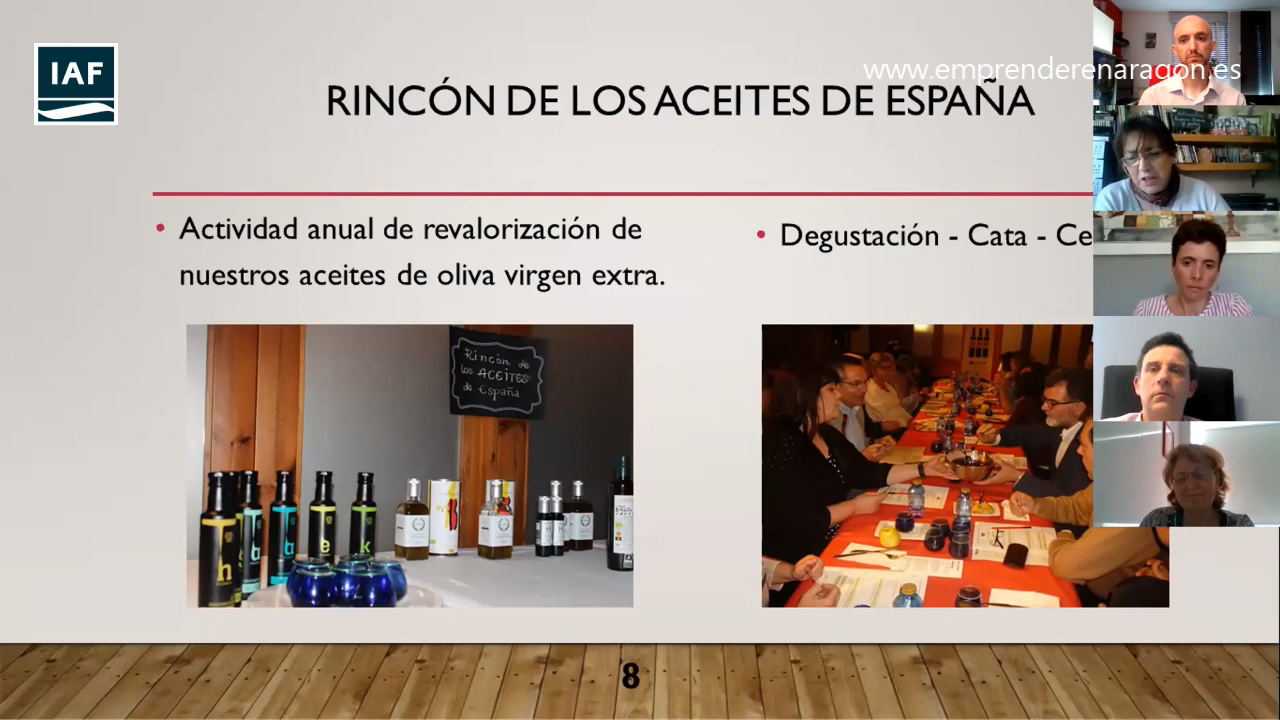 IAF
www.emprenderenaragon.es
RINCÓN DE LOS ACEITES DE ESPAÑA
• Actividad anual de revalorización de
nuestros aceites de oliva virgen extra.
• Degustación - Cata - Ce
Rincón de
los ACEITES
de España
h
e
k
8